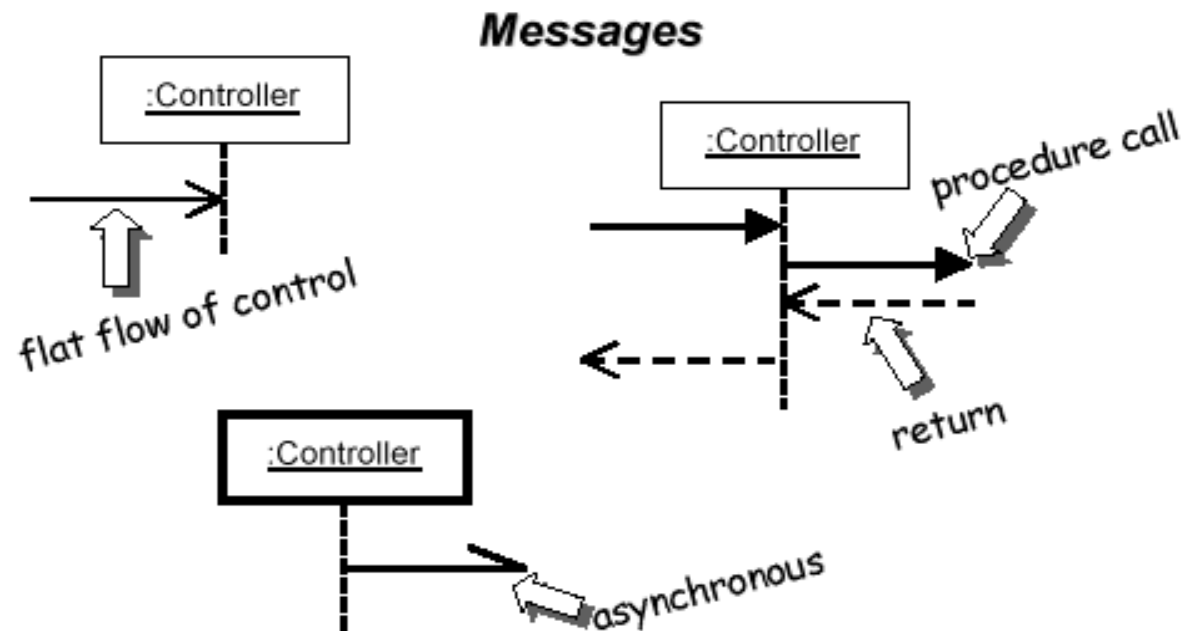 Messages
:Controller
:Controller
procedure call
flat flow of control
return
:Controller
asynchronous